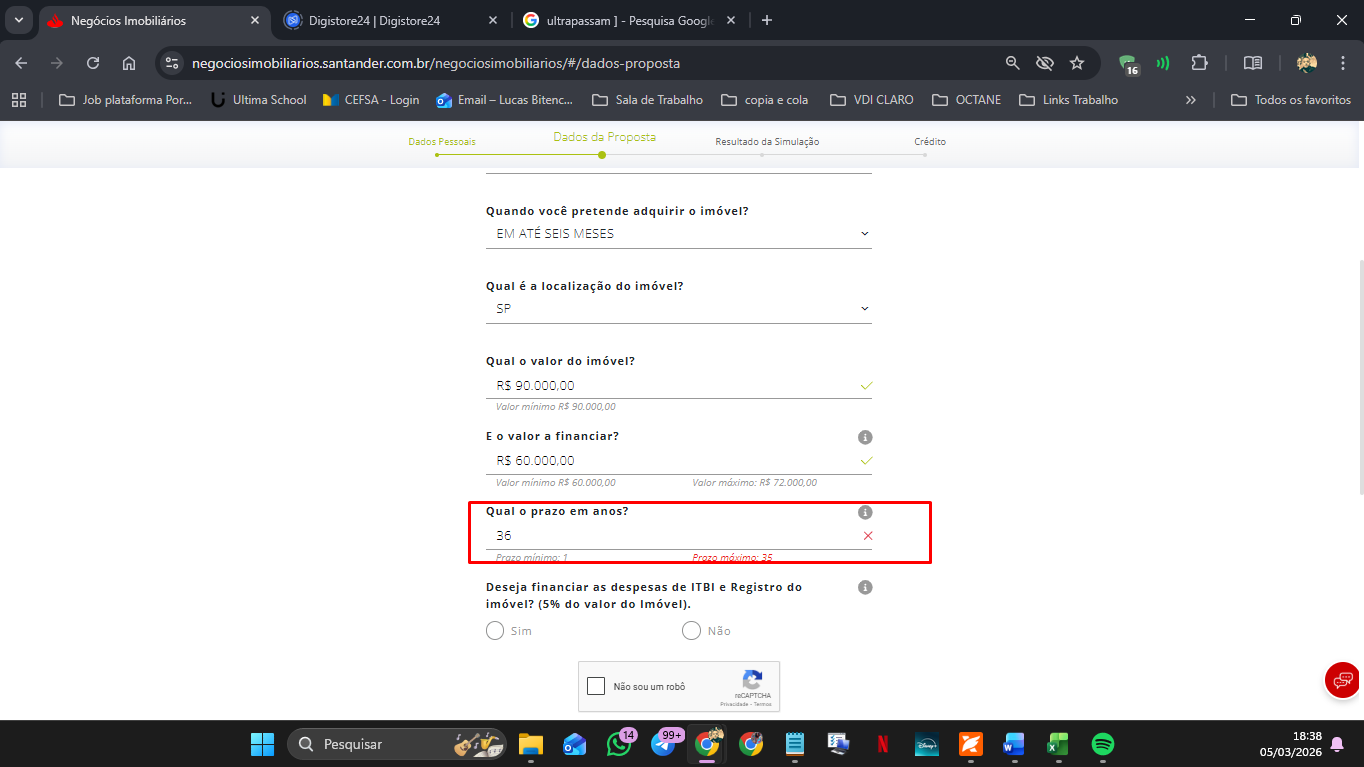 Negócios Imobiliários
Digistore24 | Digistore24
ultrapassam ] - Pesquisa Google
negociosimobiliarios.santander.com.br/negociosimobiliarios/#/dados-proposta
16
Job plataforma Por...
Ultima School
CEFSA - Login
Email – Lucas Bitenc...
Sala de Trabalho
copia e cola
VDI CLARO
OCTANE
Links Trabalho
Todos os favoritos
Dados Pessoais
Dados da Proposta
Resultado da Simulação
Crédito
Quando você pretende adquirir o imóvel?
EM ATÉ SEIS MESES
Qual é a localização do imóvel?
SP
Qual o valor do imóvel?
R$ 90.000,00
Valor mínimo R$ 90.000,00
E o valor a financiar?
R$ 60.000,00
Valor mínimo R$ 60.000,00
Valor máximo: R$ 72.000,00
Qual o prazo em anos?
36
Prazo mínimo: 1
Prazo máximo: 35
Deseja financiar as despesas de ITBI e Registro do
imóvel? (5% do valor do Imóvel).
Sim
Não
Não sou um robô
reCAPTCHA
Privacidade - Termos
Pesquisar
14
99+
Disney+
18:38
05/03/2026